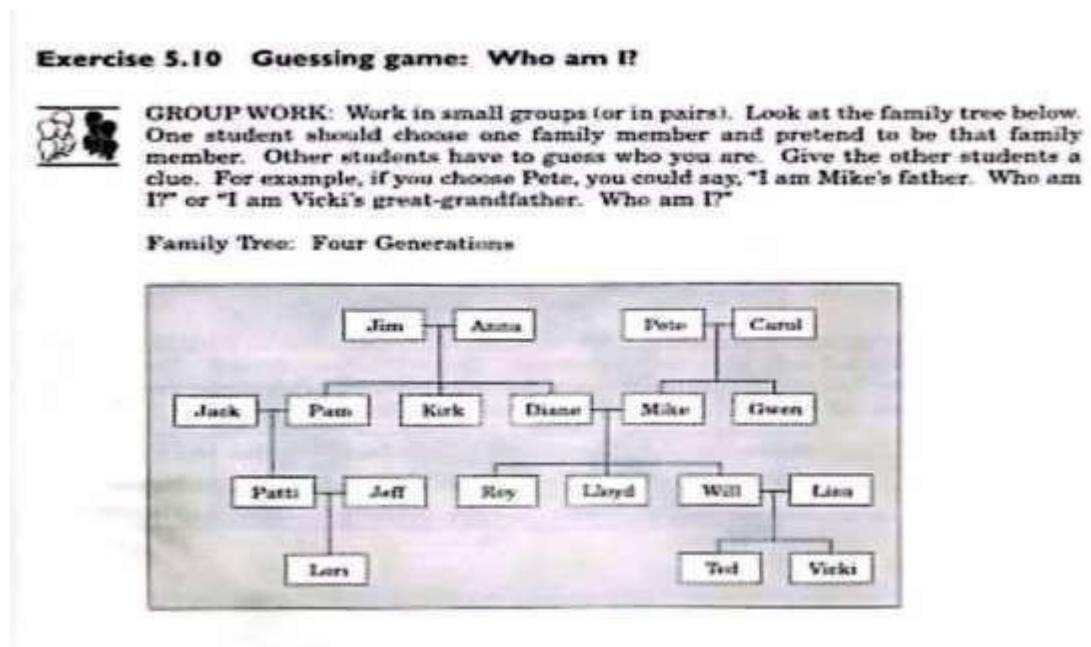 Exercise 5.10 Guessing game: Who am I?
GROUP WORK: Work in small groups (or in pairs). Look at the family tree below.
One student should choose one family member and pretend to be that family
member. Other students have to guess who you are. Give the other students a
clue. For example, if you choose Pete, you could say, "I am Mike's father. Who am
I?" or "I am Vicki's great-grandfather. Who am I?"
Family Tree: Four Generations
Jim Anna Pete Carol
Jack Pam Kirk Diane Mike Gwen
Patti Jeff Roy Lloyd Will Lisa
Lori Ted Vicki